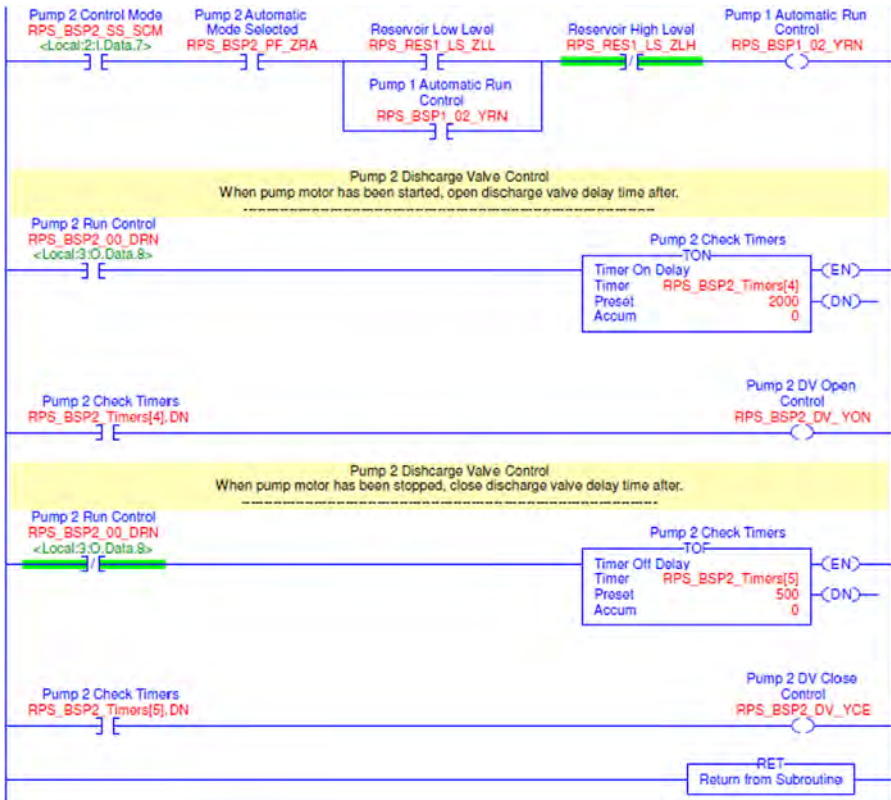 Pump 2 Control Mode
RPS_BSP2_SS_SCM
<Local:2:I.Data.7>
Pump 2 Automatic
Mode Selected
RPS_BSP2_PF_ZRA
Reservoir Low Level
RPS_RES1_LS_ZLL
Reservoir High Level
RPS_RES1_LS_ZLH
Pump 1 Automatic Run
Control
RPS_BSP1_02_YRN
Pump 1 Automatic Run
Control
RPS_BSP1_02_YRN
Pump 2 Dishcarge Valve Control
When pump motor has been started, open discharge valve delay time after.
Pump 2 Run Control
RPS_BSP2_00_DRN
<Local:3:O.Data.8>
Pump 2 Check Timers
TON
Timer On Delay
Timer RPS_BSP2_Timers[4]
Preset 2000
Accum 0
EN
DN
Pump 2 Check Timers
RPS_BSP2_Timers[4].DN
Pump 2 DV Open
Control
RPS_BSP2_DV_YON
Pump 2 Dishcarge Valve Control
When pump motor has been stopped, close discharge valve delay time after.
Pump 2 Run Control
RPS_BSP2_00_DRN
<Local:3:O.Data.8>
Pump 2 Check Timers
TOF
Timer Off Delay
Timer RPS_BSP2_Timers[5]
Preset 500
Accum 0
EN
DN
Pump 2 Check Timers
RPS_BSP2_Timers[5].DN
Pump 2 DV Close
Control
RPS_BSP2_DV_YCE
RET
Return from Subroutine